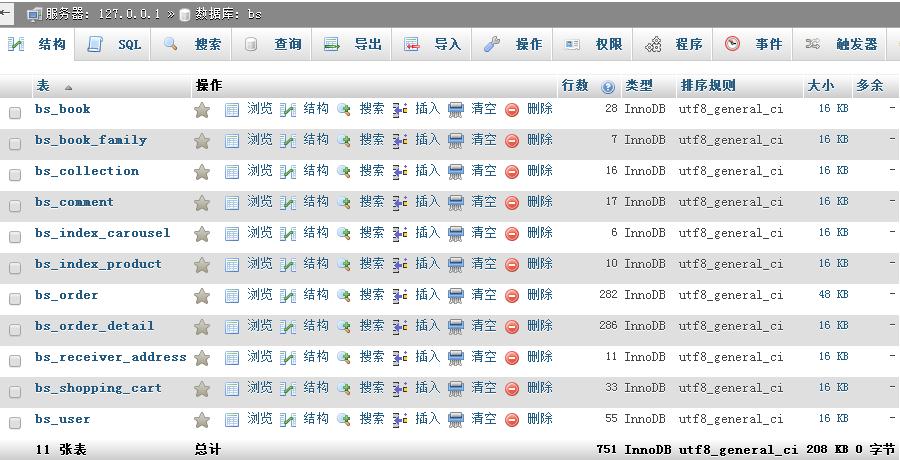 服务器: 127.0.0.1 » 数据库: bs
结构 SQL 搜索 查询 导出 导入 操作 权限 程序 事件 触发器
表 操作 行数 类型 排序规则 大小 多余
bs_book 浏览 结构 搜索 插入 清空 删除 28 InnoDB utf8_general_ci 16 KB -
bs_book_family 浏览 结构 搜索 插入 清空 删除 7 InnoDB utf8_general_ci 16 KB -
bs_collection 浏览 结构 搜索 插入 清空 删除 16 InnoDB utf8_general_ci 16 KB -
bs_comment 浏览 结构 搜索 插入 清空 删除 17 InnoDB utf8_general_ci 16 KB -
bs_index_carousel 浏览 结构 搜索 插入 清空 删除 6 InnoDB utf8_general_ci 16 KB -
bs_index_product 浏览 结构 搜索 插入 清空 删除 10 InnoDB utf8_general_ci 16 KB -
bs_order 浏览 结构 搜索 插入 清空 删除 282 InnoDB utf8_general_ci 48 KB -
bs_order_detail 浏览 结构 搜索 插入 清空 删除 286 InnoDB utf8_general_ci 16 KB -
bs_receiver_address 浏览 结构 搜索 插入 清空 删除 11 InnoDB utf8_general_ci 16 KB -
bs_shopping_cart 浏览 结构 搜索 插入 清空 删除 33 InnoDB utf8_general_ci 16 KB -
bs_user 浏览 结构 搜索 插入 清空 删除 55 InnoDB utf8_general_ci 16 KB -
11 张表 总计 751 InnoDB utf8_general_ci 208 KB 0 字节